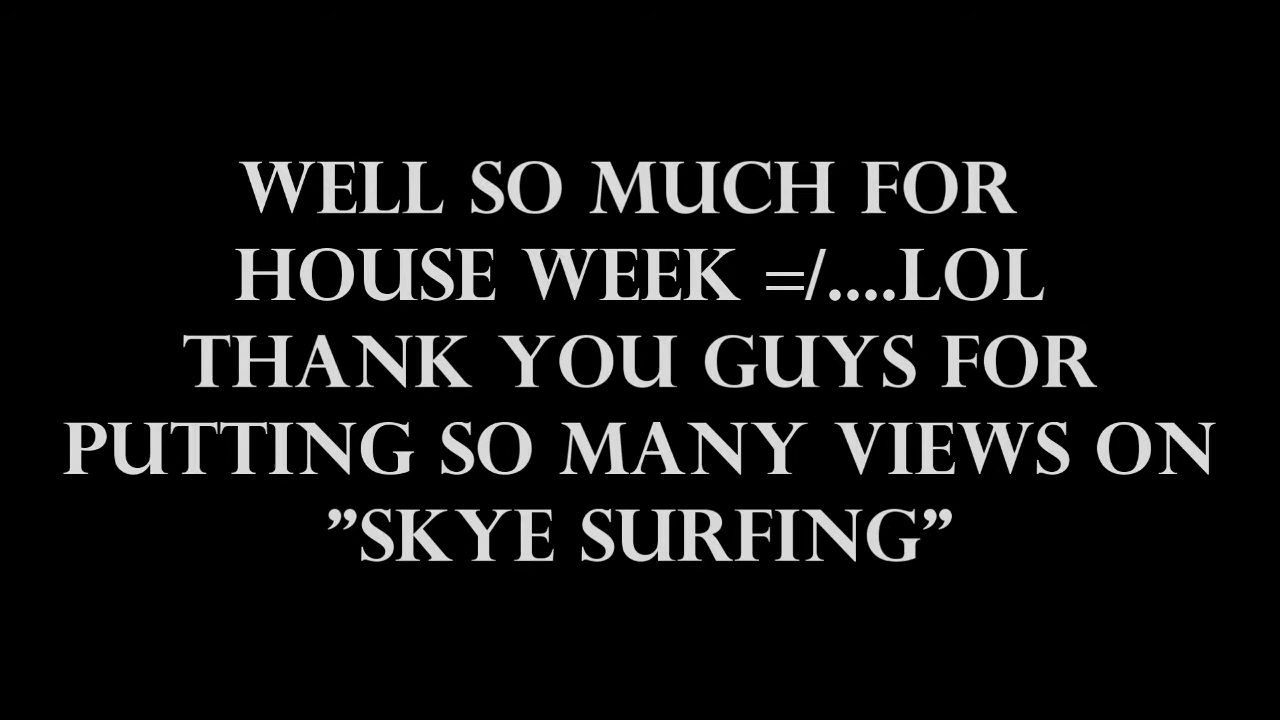 WELL SO MUCH FOR
HOUSE WEEK =/....LOL
THANK YOU GUYS FOR
PUTTING SO MANY VIEWS ON
”SKYE SURFING”